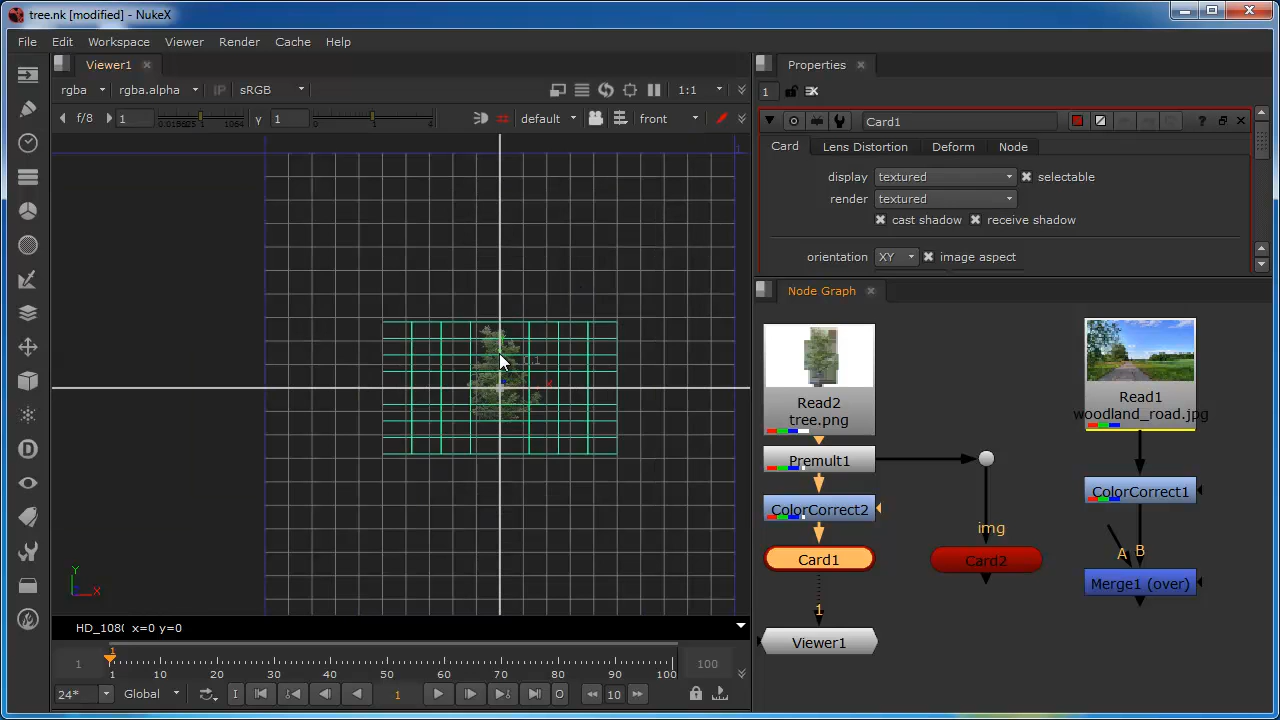 tree.nk [modified] - NukeX
File Edit Workspace Viewer Render Cache Help
Viewer1
rgba rgba.alpha IP sRGB 1:1
f/8 1 γ 1 default front
Properties
1
Card1
Card Lens Distortion Deform Node
display textured selectable
render textured
cast shadow receive shadow
orientation XY image aspect
Node Graph
Read2
tree.png
Premult1
ColorCorrect2
Card1
1
Viewer1
img
Card2
Read1
woodland_road.jpg
ColorCorrect1
A B
Merge1 (over)
1
X
Y
X
HD_108 x=0 y=0
1
1 100
1 10 20 30 40 50 60 70 80 90 100
24* Global I 1 O 10